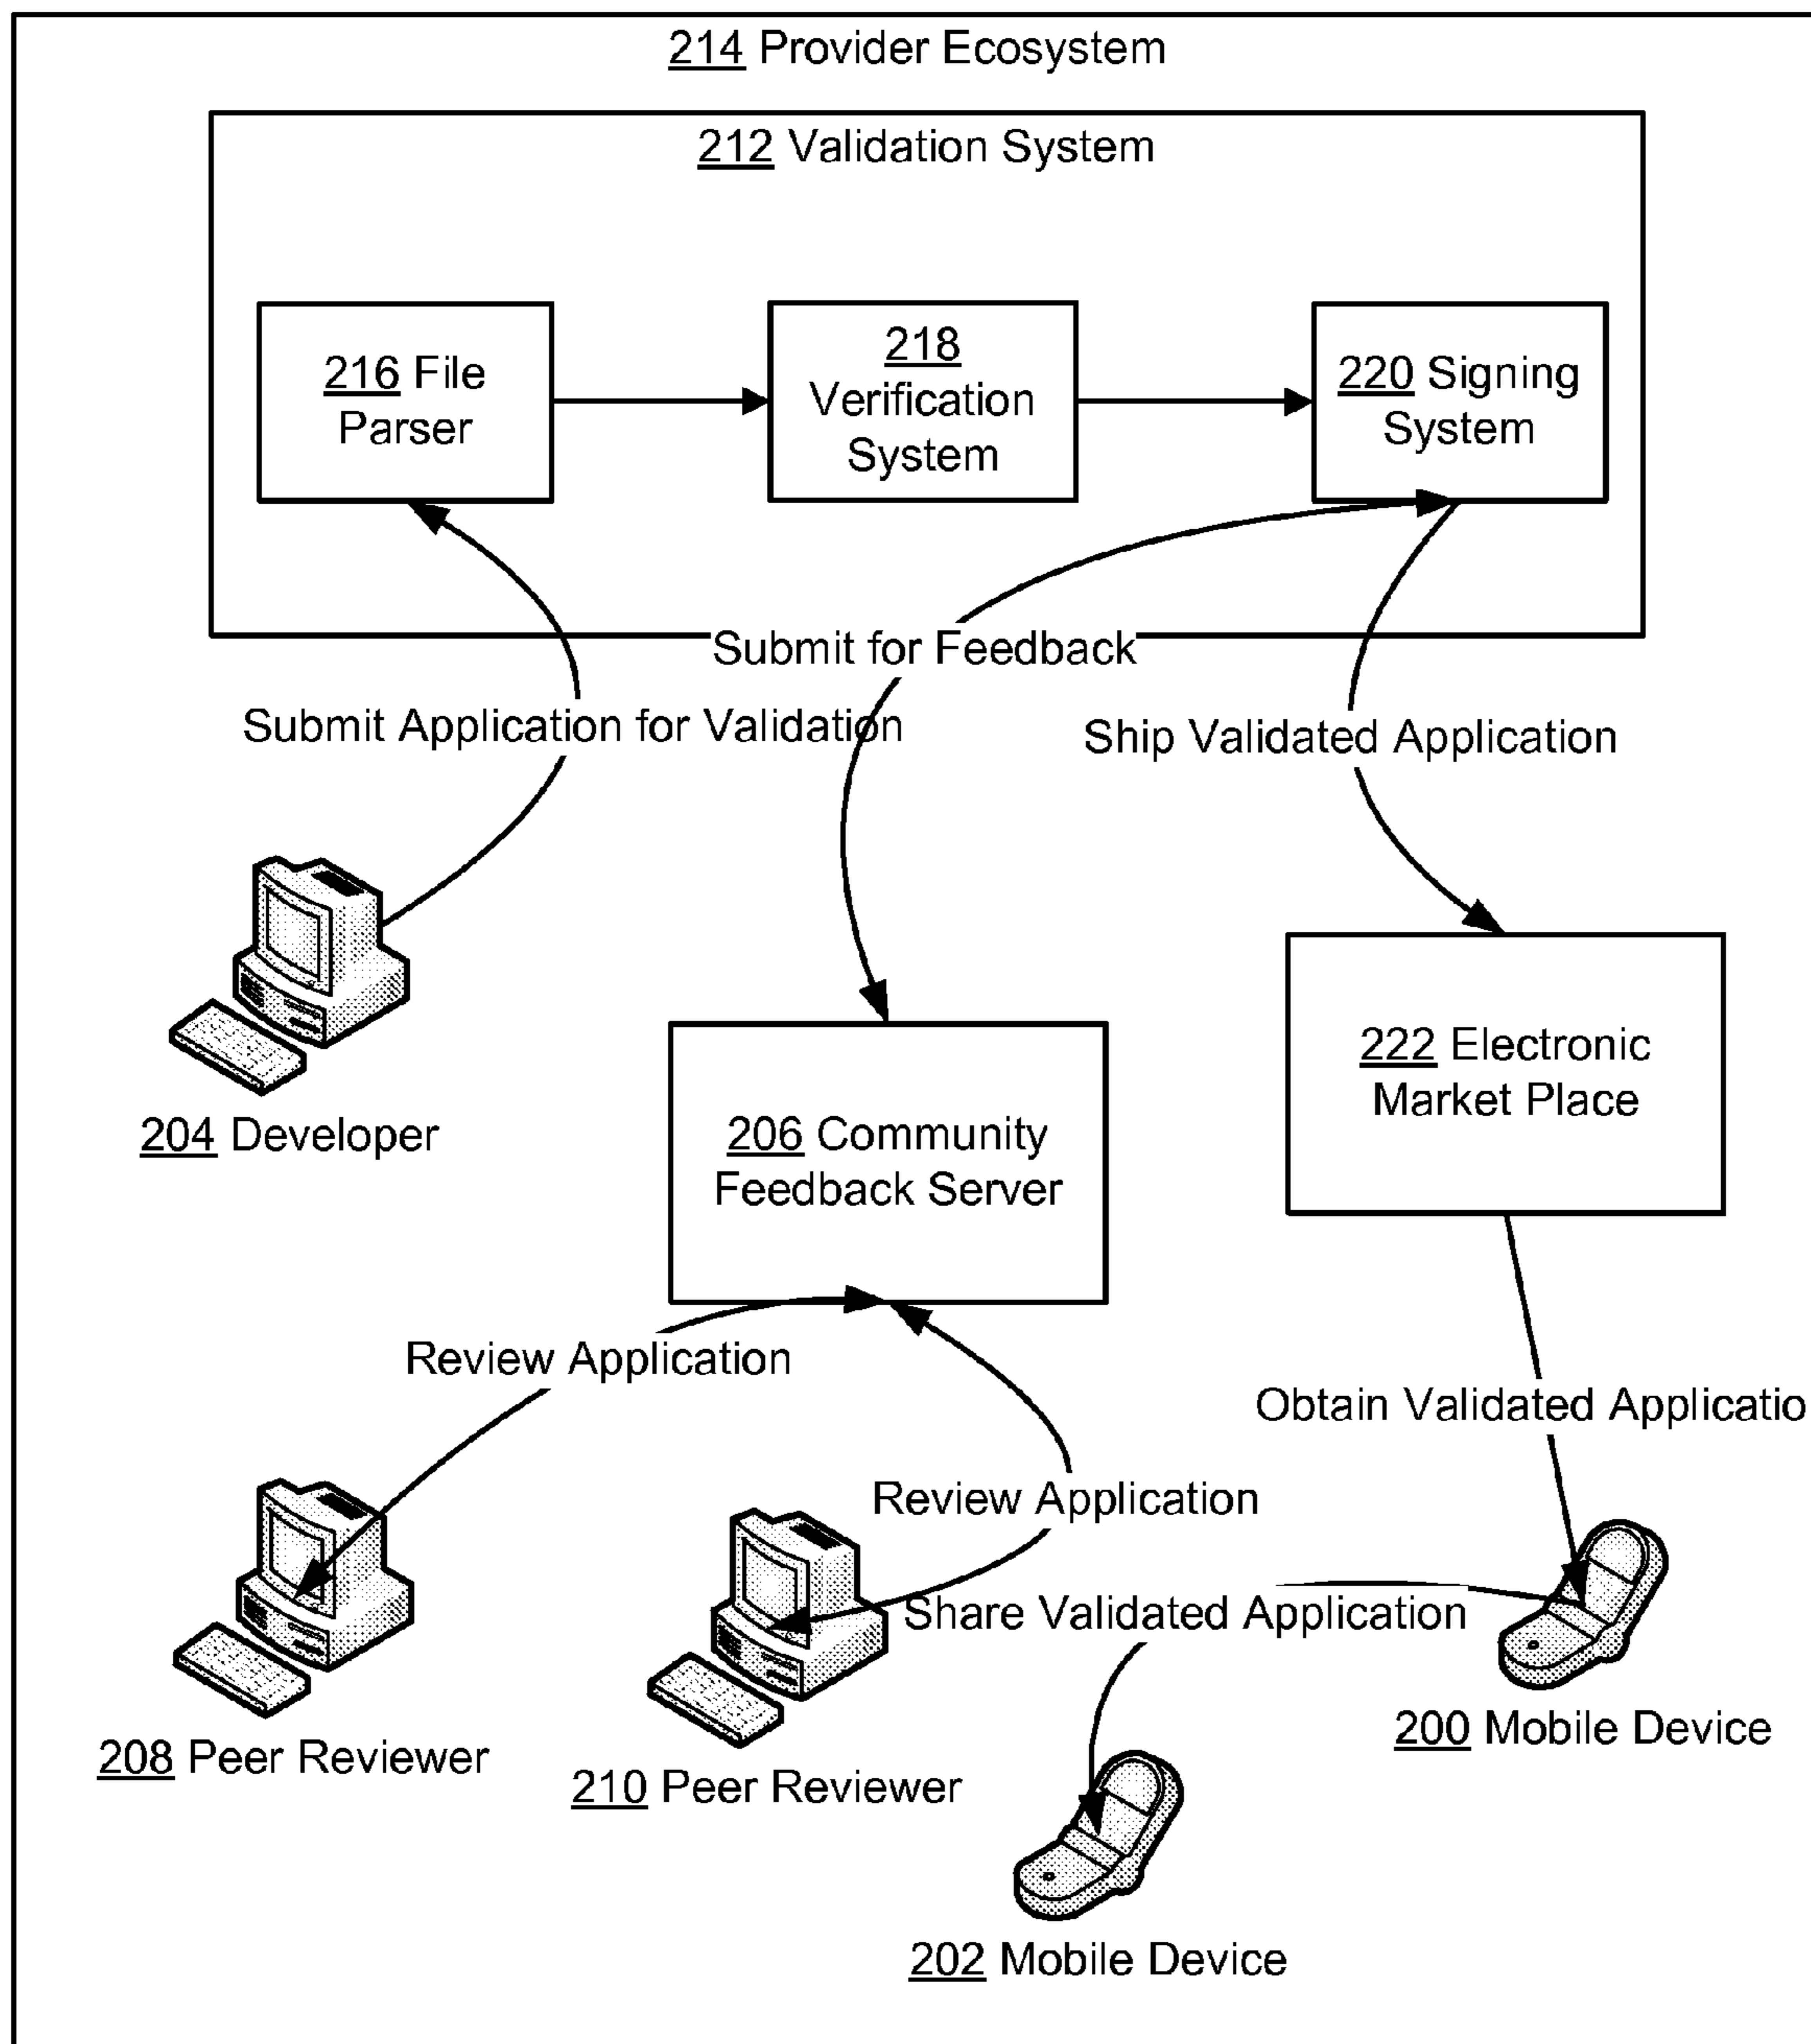 214 Provider Ecosystem
212 Validation System
216 File
Parser
218
Verification
System
220 Signing
System
Submit for Feedback
Submit Application for Validation
Ship Validated Application
204 Developer
206 Community
Feedback Server
222 Electronic
Market Place
Review Application
Obtain Validated Applicatio
Review Application
Share Validated Application
208 Peer Reviewer
210 Peer Reviewer
200 Mobile Device
202 Mobile Device